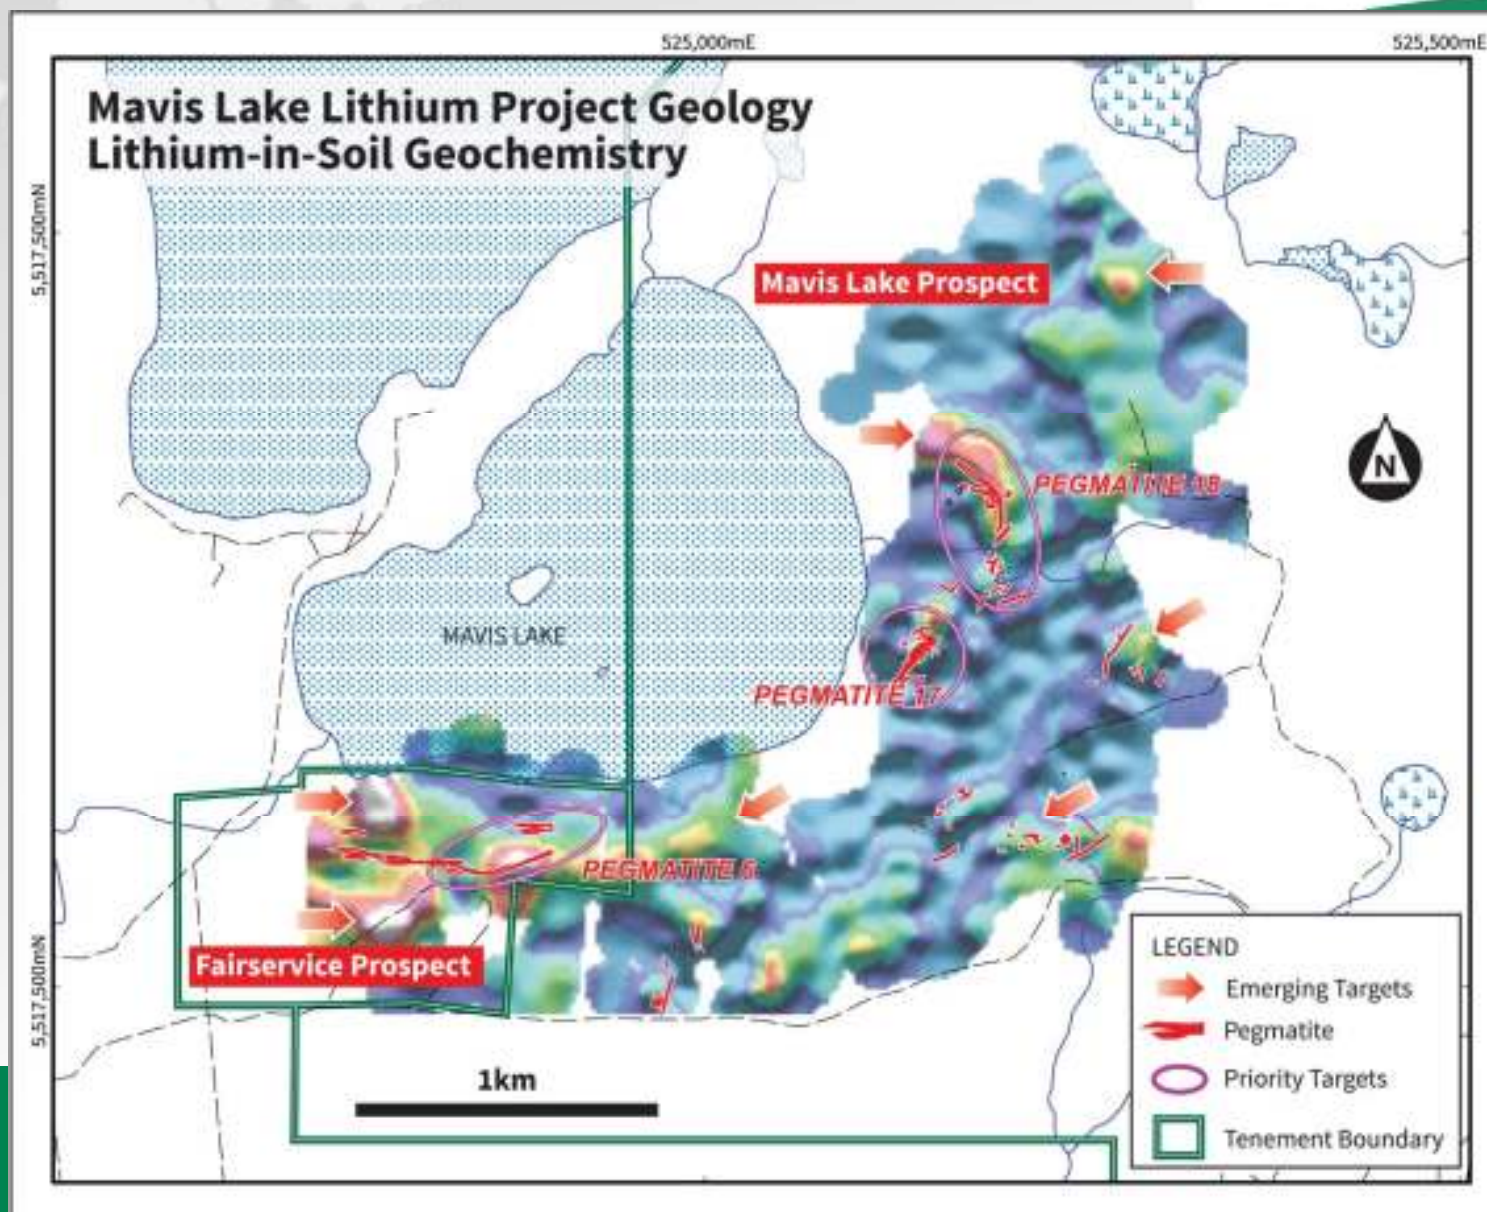 525,000mE
525,500mE
Mavis Lake Lithium Project Geology
Lithium-in-Soil Geochemistry
5,517,500mN
Mavis Lake Prospect
N
PEGMATITE 18
MAVIS LAKE
PEGMATITE 17
PEGMATITE 6
Fairservice Prospect
5,517,500mN
1km
LEGEND
Emerging Targets
Pegmatite
Priority Targets
Tenement Boundary